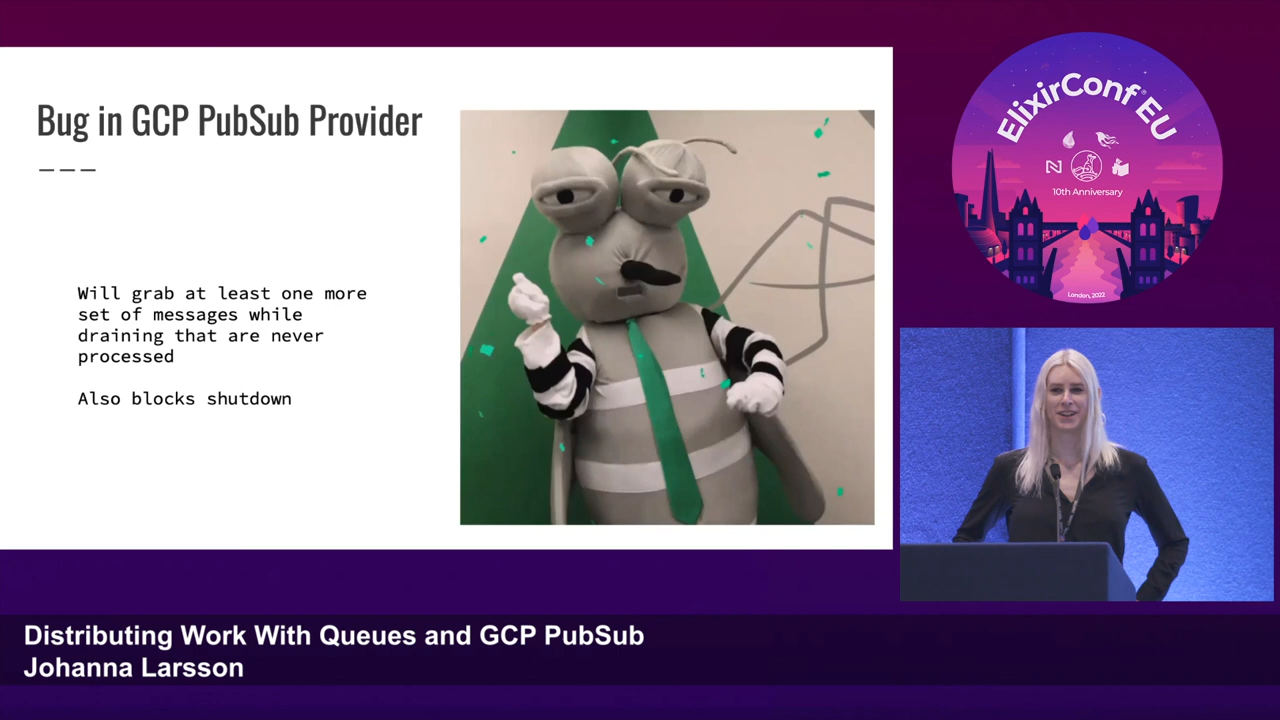 Bug in GCP PubSub Provider
Will grab at least one more
set of messages while
draining that are never
processed
Also blocks shutdown
ElixirConf® EU
10th Anniversary
London, 2022
Distributing Work With Queues and GCP PubSub
Johanna Larsson